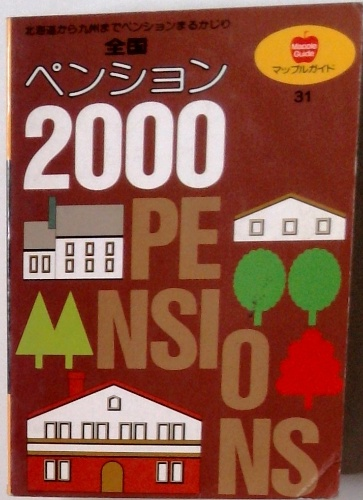 北海道から九州までペンションまるかじり
全国
ペンション
2000
Mapple
Guide
マップルガイド
31
PE
NSI
O
NS